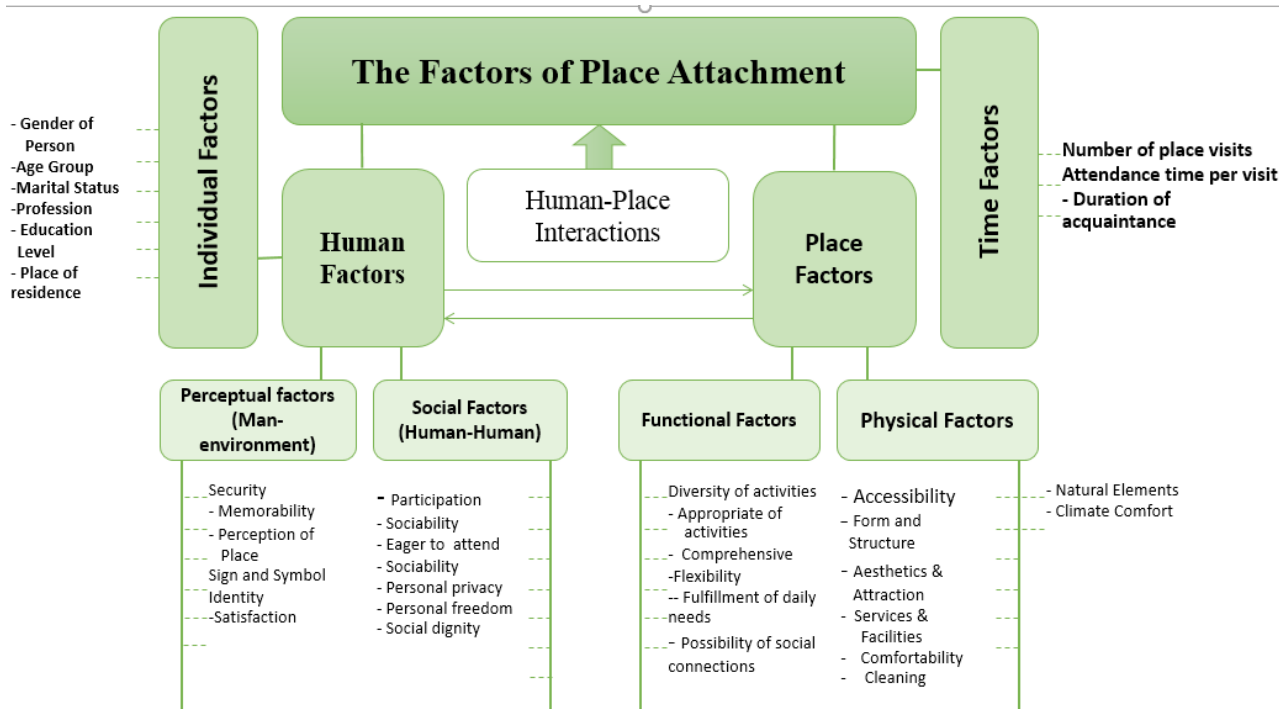 The Factors of Place Attachment
Individual Factors
- Gender of
Person
-Age Group
-Marital Status
-Profession
- Education
Level
- Place of
residence
Human
Factors
Human-Place
Interactions
Place
Factors
Time Factors
Number of place visits
Attendance time per visit
- Duration of
acquaintance
Perceptual factors
(Man-
environment)
Security
- Memorability
- Perception of
Place
Sign and Symbol
Identity
-Satisfaction
Social Factors
(Human-Human)
- Participation
- Sociability
- Eager to attend
- Sociability
- Personal privacy
- Personal freedom
- Social dignity
Functional Factors
Diversity of activities
- Appropriate of
activities
- Comprehensive
-Flexibility
-- Fulfillment of daily
needs
- Possibility of social
connections
Physical Factors
- Accessibility
- Form and
Structure
- Aesthetics &
Attraction
- Services &
Facilities
- Comfortability
- Cleaning
- Natural Elements
- Climate Comfort